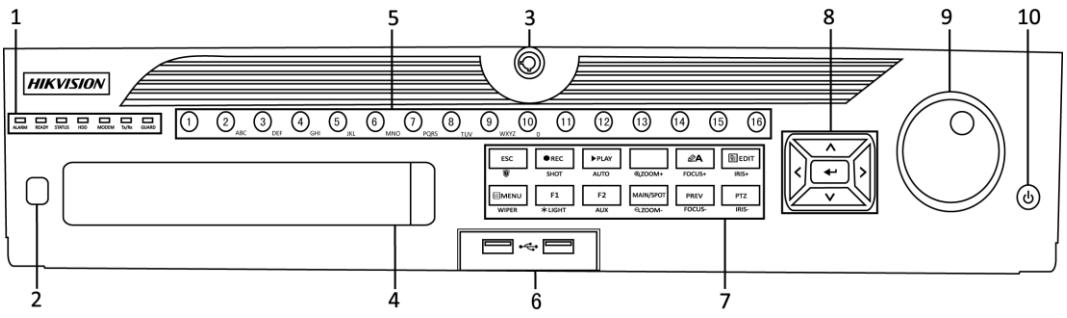 1 5 3 8 9 10
HIKVISION
ALARM READY STATUS HDD MODEM Tx/Rx GUARD
1 2 3 4 5 6 7 8 9 10 11 12 13 14 15 16
ABC DEF GHI JKL MNO PQRS TUV WXYZ 0
ESC REC PLAY A EDIT
SHOT AUTO ZOOM+ FOCUS+ IRIS+
MENU F1 F2 MAIN/SPOT PREV PTZ
WIPER LIGHT AUX ZOOM- FOCUS- IRIS-
2 4 6 7